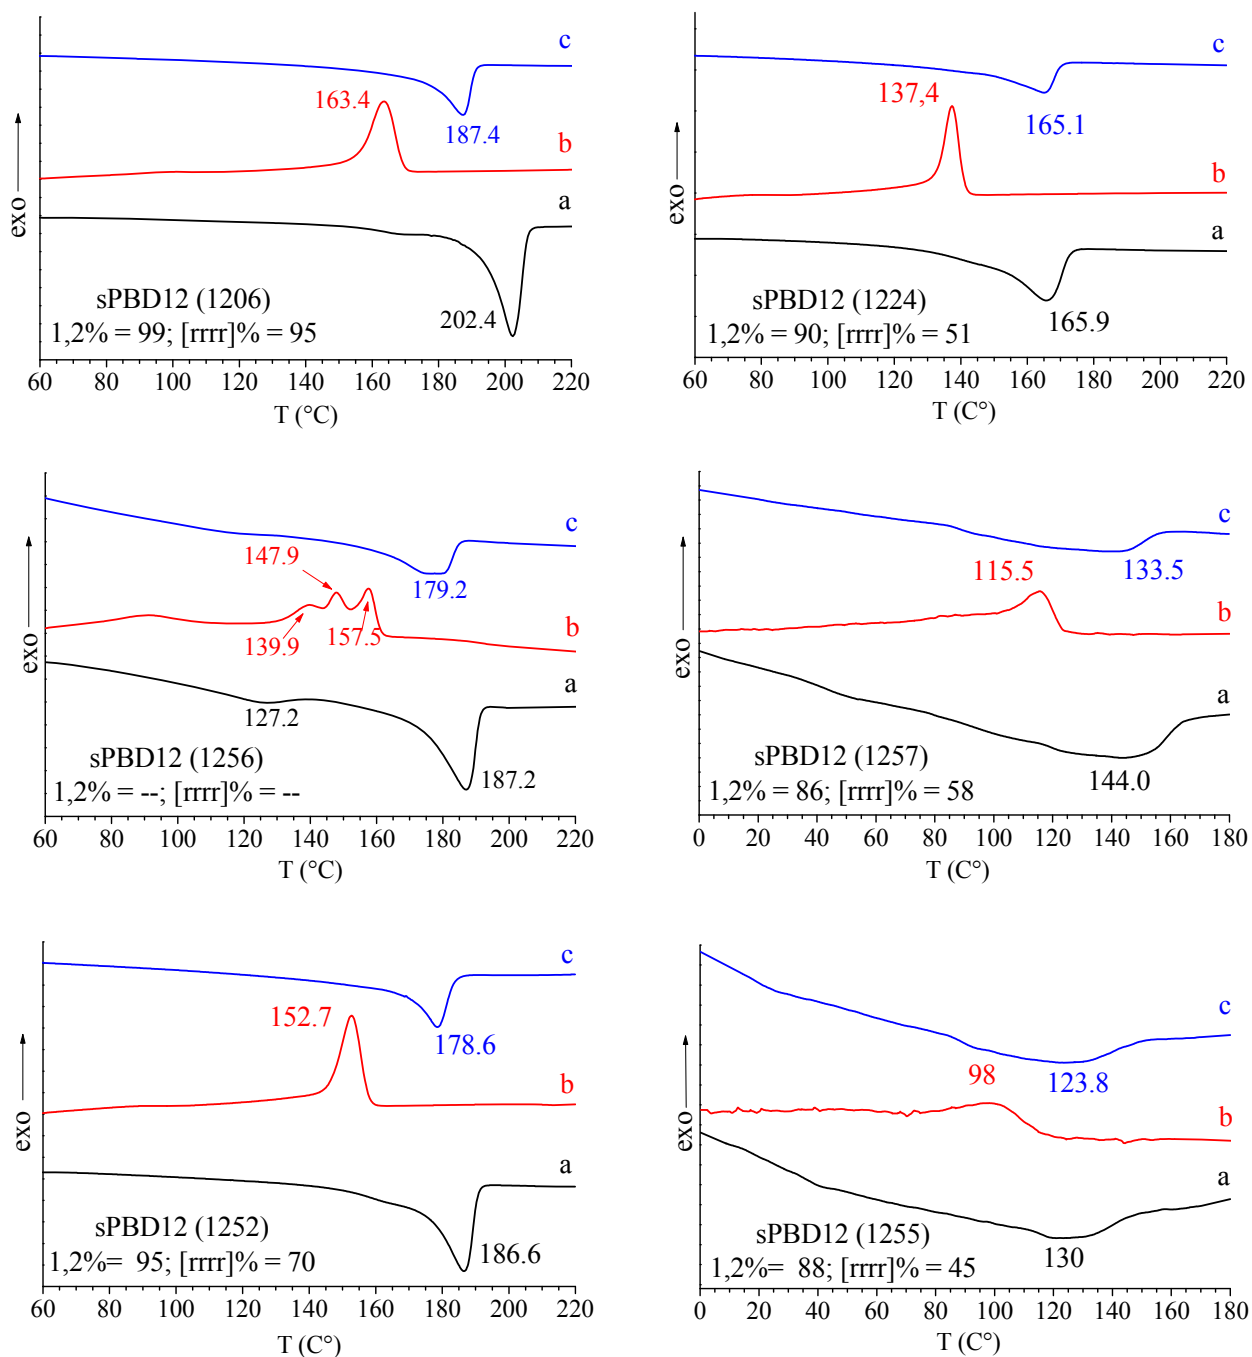 c
163.4
187.4
b
a
exo
sPBD12 (1206)
1,2% = 99; [rrrr]% = 95
202.4
60 80 100 120 140 160 180 200 220
T (°C)
c
137,4
165.1
b
a
exo
sPBD12 (1224)
1,2% = 90; [rrrr]% = 51
165.9
60 80 100 120 140 160 180 200 220
T (C°)
c
147.9
179.2
139.9
157.5
b
exo
a
127.2
sPBD12 (1256)
1,2% = --; [rrrr]% = --
187.2
60 80 100 120 140 160 180 200 220
T (°C)
c
115.5
133.5
b
exo
a
sPBD12 (1257)
1,2% = 86; [rrrr]% = 58
144.0
0 20 40 60 80 100 120 140 160 180
T (C°)
c
152.7
178.6
b
exo
a
sPBD12 (1252)
1,2%=  95; [rrrr]% = 70
186.6
60 80 100 120 140 160 180 200 220
T (C°)
c
98
123.8
b
exo
a
sPBD12 (1255)
1,2%=  88; [rrrr]% = 45
130
0 20 40 60 80 100 120 140 160 180
T (C°)